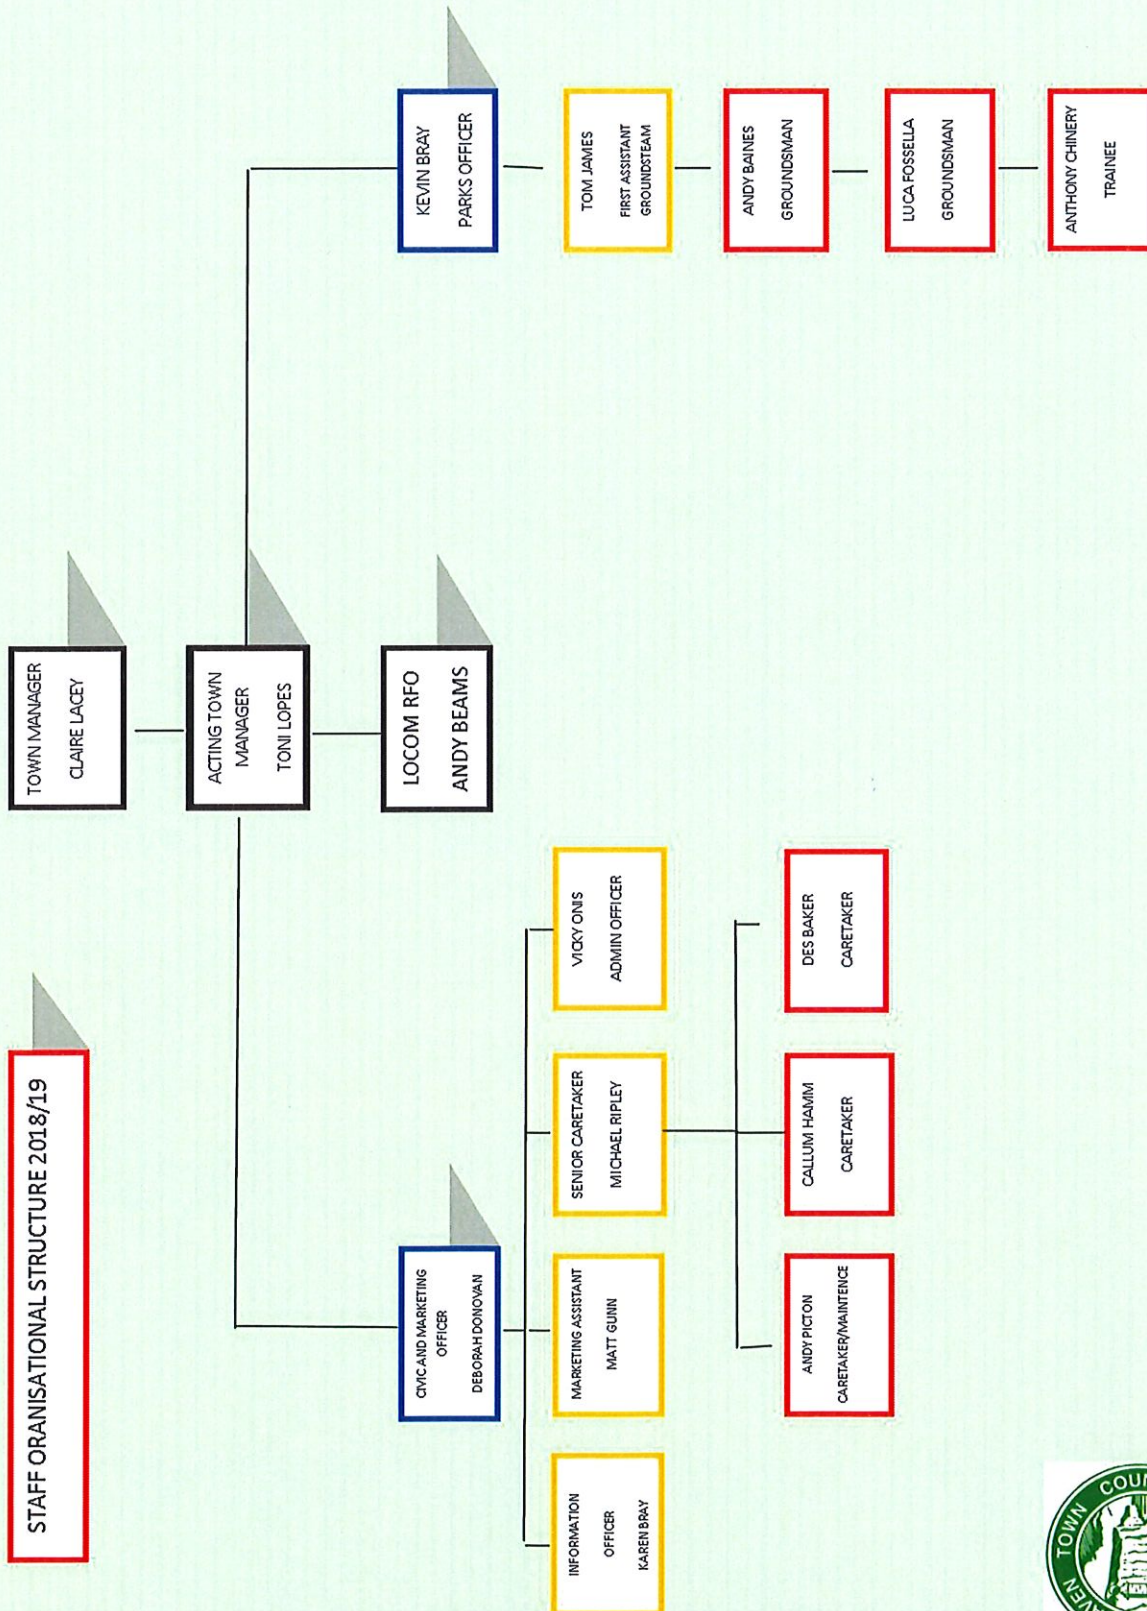 STAFF ORANISATIONAL STRUCTURE 2018/19
TOWN MANAGER
CLAIRE LACEY
ACTING TOWN
MANAGER
TONI LOPES
LOCOM RFO
ANDY BEAMS
CIVIC AND MARKETING
OFFICER
DEBORAH DONOVAN
KEVIN BRAY
PARKS OFFICER
INFORMATION
OFFICER
KAREN BRAY
MARKETING ASSISTANT
MATT GUNN
SENIOR CARETAKER
MICHAEL RIPLEY
VICKY ONIS
ADMIN OFFICER
TOM JAMES
FIRST ASSISTANT
GROUNDSTEAM
ANDY BAINES
GROUNDSMAN
ANDY PICTON
CARETAKER/MAINTENCE
CALLUM HAMM
CARETAKER
DES BAKER
CARETAKER
LUCA FOSSELLA
GROUNDSMAN
ANTHONY CHINERY
TRAINEE
TOWN